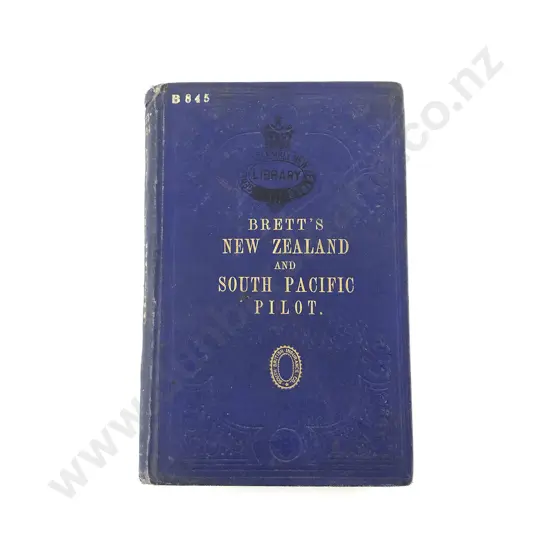 B 845
LIBRARY
BRETT'S
NEW ZEALAND
AND
SOUTH PACIFIC
PILOT.